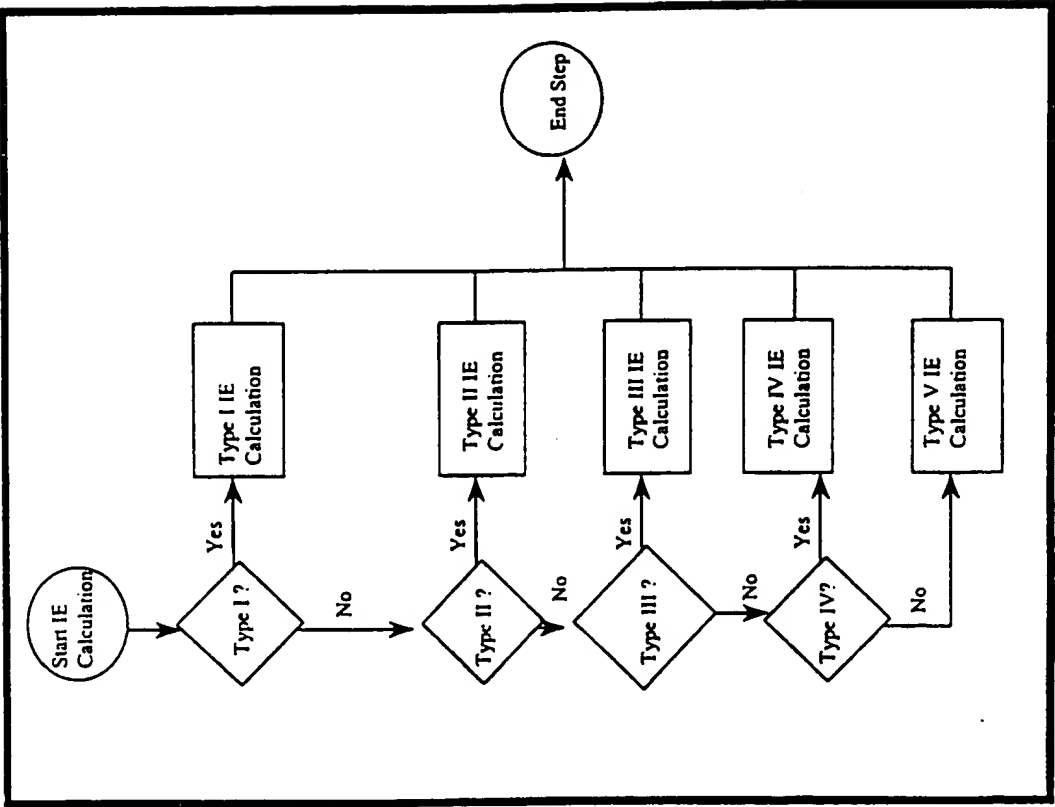 Start IE
Calculation
Type I ?
Yes
Type I IE
Calculation
No
Type II ?
Yes
Type II IE
Calculation
No
Type III ?
Yes
Type III IE
Calculation
No
Type IV?
Yes
Type IV IE
Calculation
No
Type V IE
Calculation
End Step